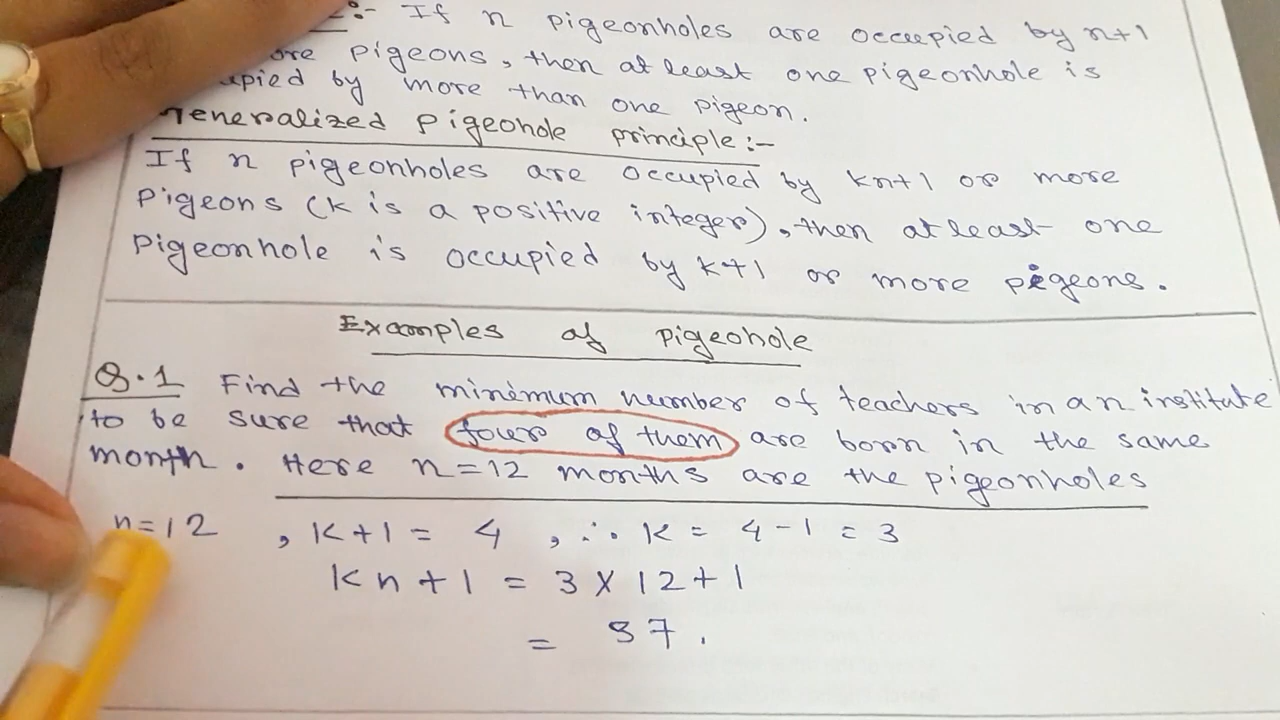 :- If n pigeonholes are occupied by n+1
ore pigeons, then at least one pigeonhole is
upied by more than one pigeon.
Generalized pigeohole principle:-
If n pigeonholes are occupied by kn+1 or more
pigeons (k is a positive integer), then at least one
pigeonhole is occupied by k+1 or more pigeons.
Examples of pigeohole
Q.1 Find the minimum number of teachers in an institute
to be sure that four of them are born in the same
month. Here n=12 months are the pigeonholes
n=12, k+1 = 4, ∴ k = 4-1 = 3
kn+1 = 3×12+1
= 37.